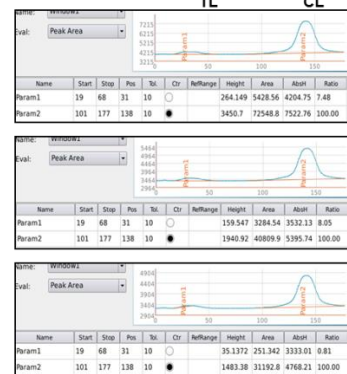 TL CL
Name: Window1
Eval: Peak Area
7215
6215
5215
4215
3215
Param1 Param2
50 100 150
Name Start Stop Pos Tol. Ctr RefRange Height Area AbsH Ratio
Param1 19 68 31 10 264.149 5428.56 4204.75 7.48
Param2 101 177 138 10 3450.7 72548.8 7522.76 100.00
Name: Window1
Eval: Peak Area
5464
4964
4464
3964
3464
2964
Param1 Param2
50 100 150
Name Start Stop Pos Tol. Ctr RefRange Height Area AbsH Ratio
Param1 19 68 31 10 159.547 3284.54 3532.13 8.05
Param2 101 177 138 10 1940.92 40809.9 5395.74 100.00
Name: Window1
Eval: Peak Area
4904
4404
3904
3404
2904
Param1 Param2
50 100 150
Name Start Stop Pos Tol. Ctr RefRange Height Area AbsH Ratio
Param1 19 68 31 10 35.1372 251.342 3333.01 0.81
Param2 101 177 138 10 1483.38 31192.8 4768.21 100.00